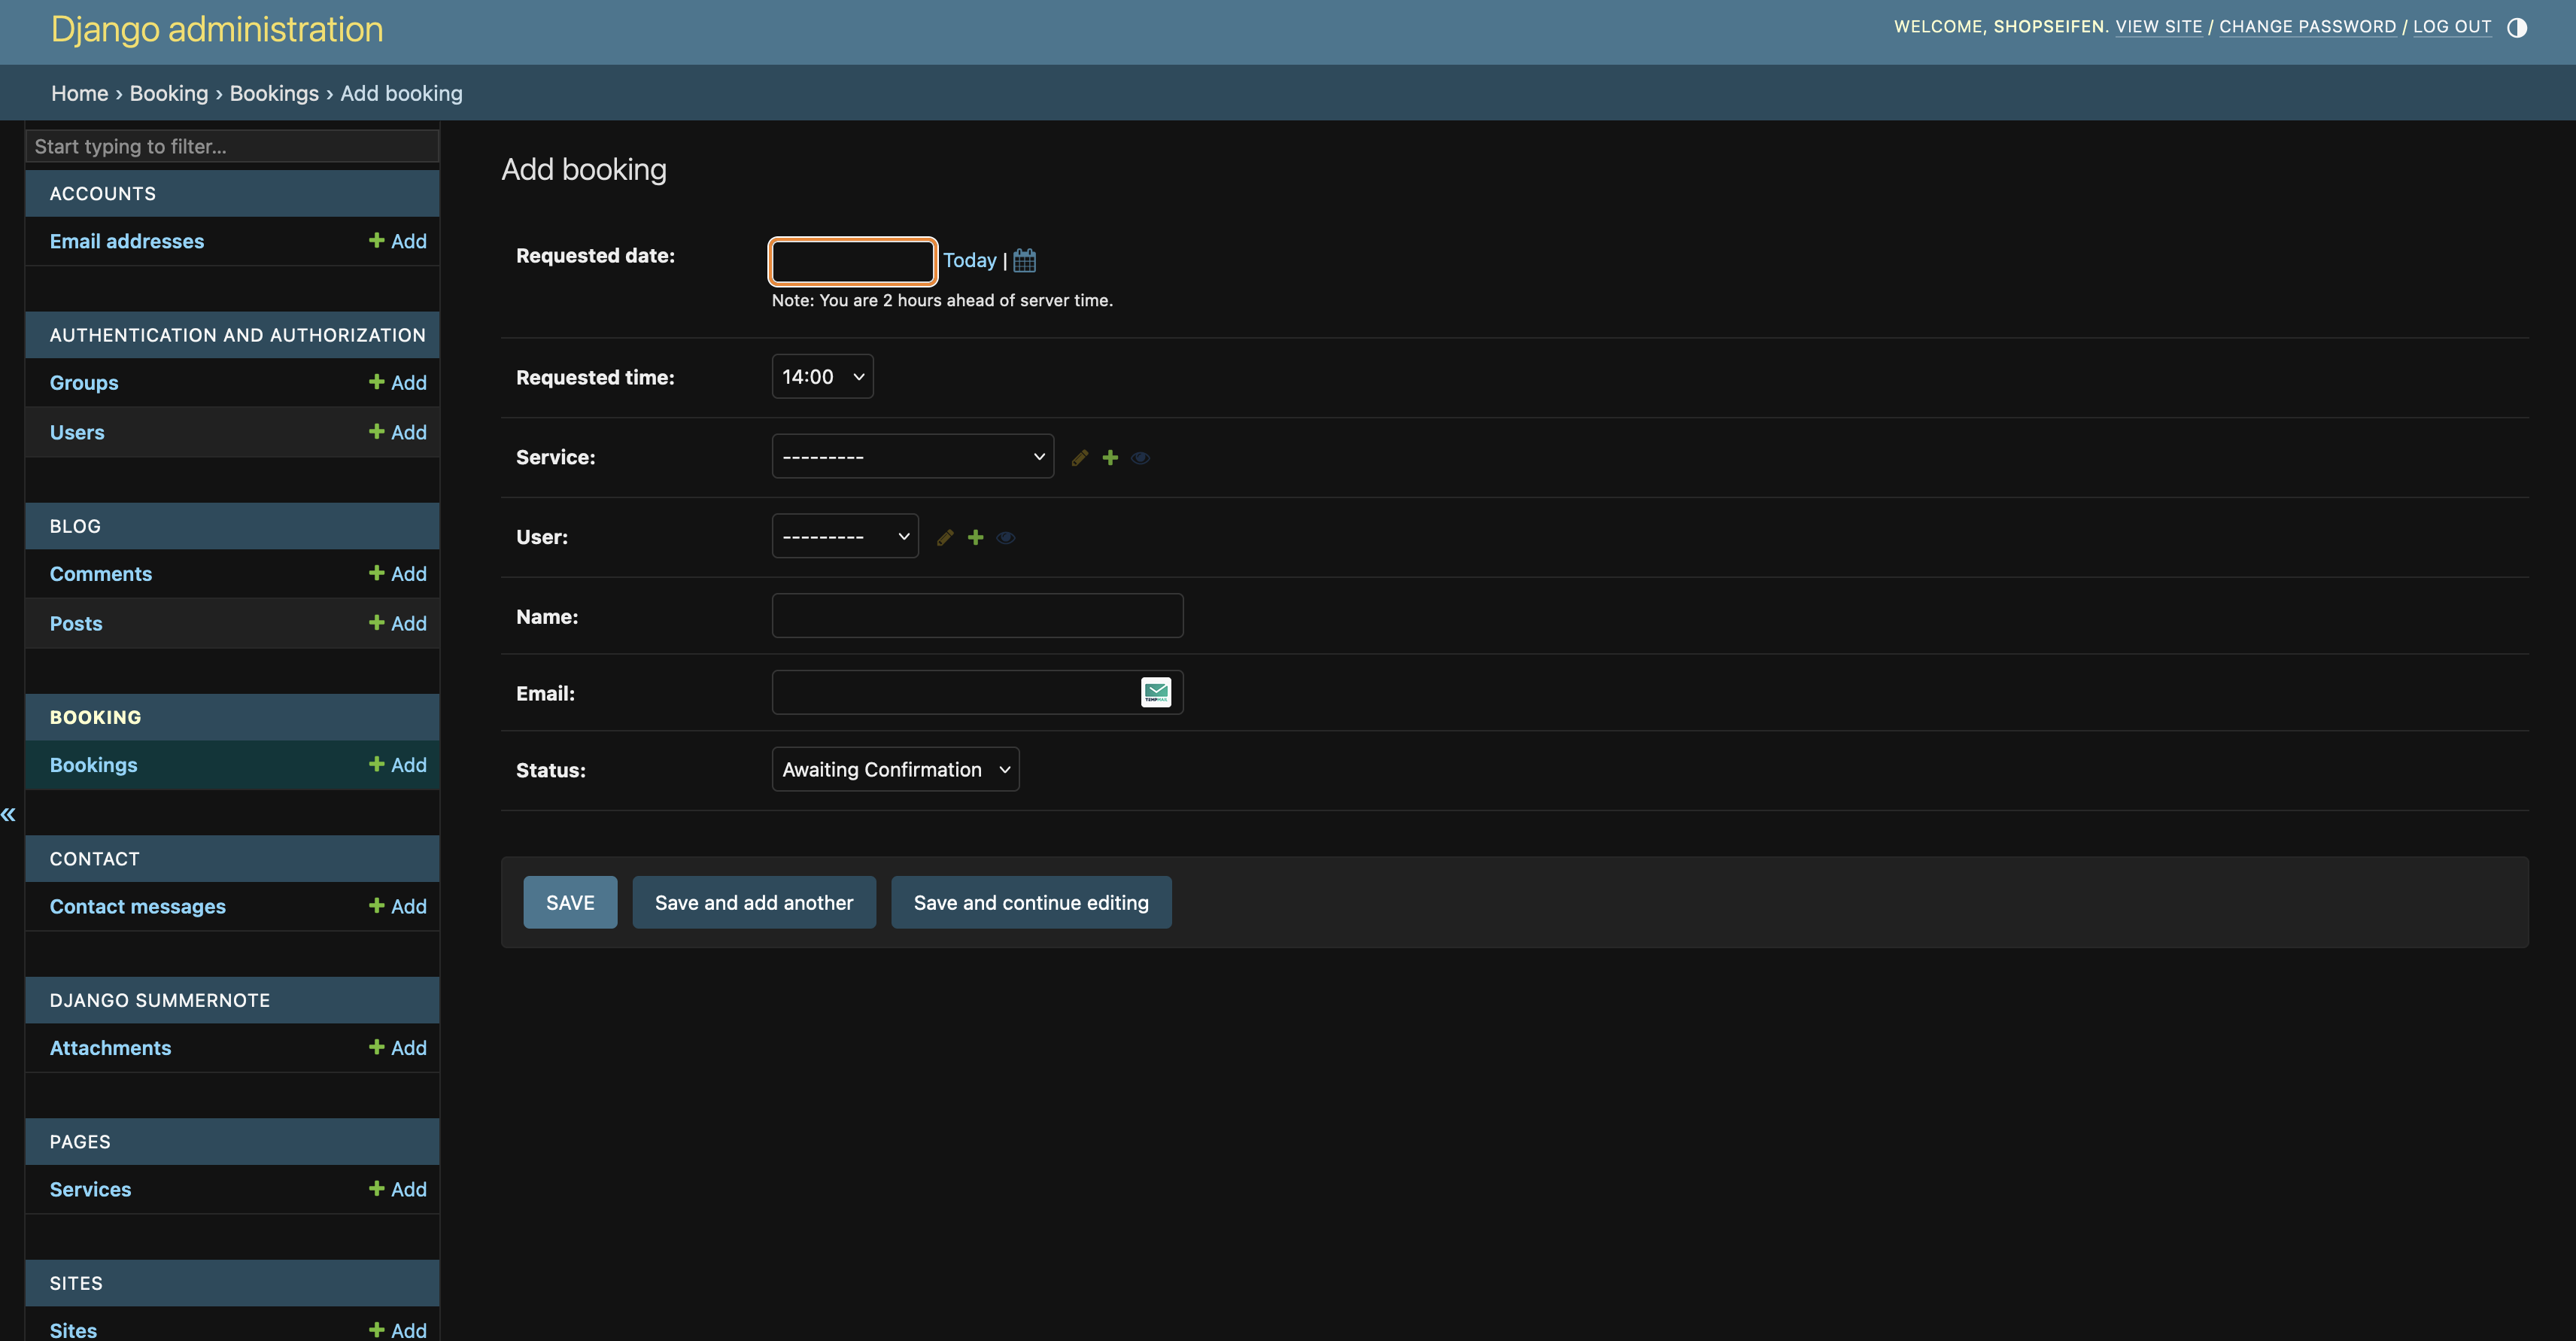 Django administration
WELCOME, SHOPSEIFEN. VIEW SITE / CHANGE PASSWORD / LOG OUT
Home › Booking › Bookings › Add booking
Start typing to filter...
ACCOUNTS
Email addresses + Add
AUTHENTICATION AND AUTHORIZATION
Groups + Add
Users + Add
BLOG
Comments + Add
Posts + Add
BOOKING
Bookings + Add
«
CONTACT
Contact messages + Add
DJANGO SUMMERNOTE
Attachments + Add
PAGES
Services + Add
SITES
Sites + Add
Add booking
Requested date: Today |
Note: You are 2 hours ahead of server time.
Requested time: 14:00
Service: ---------
User: ---------
Name:
Email:
Status: Awaiting Confirmation
SAVE Save and add another Save and continue editing